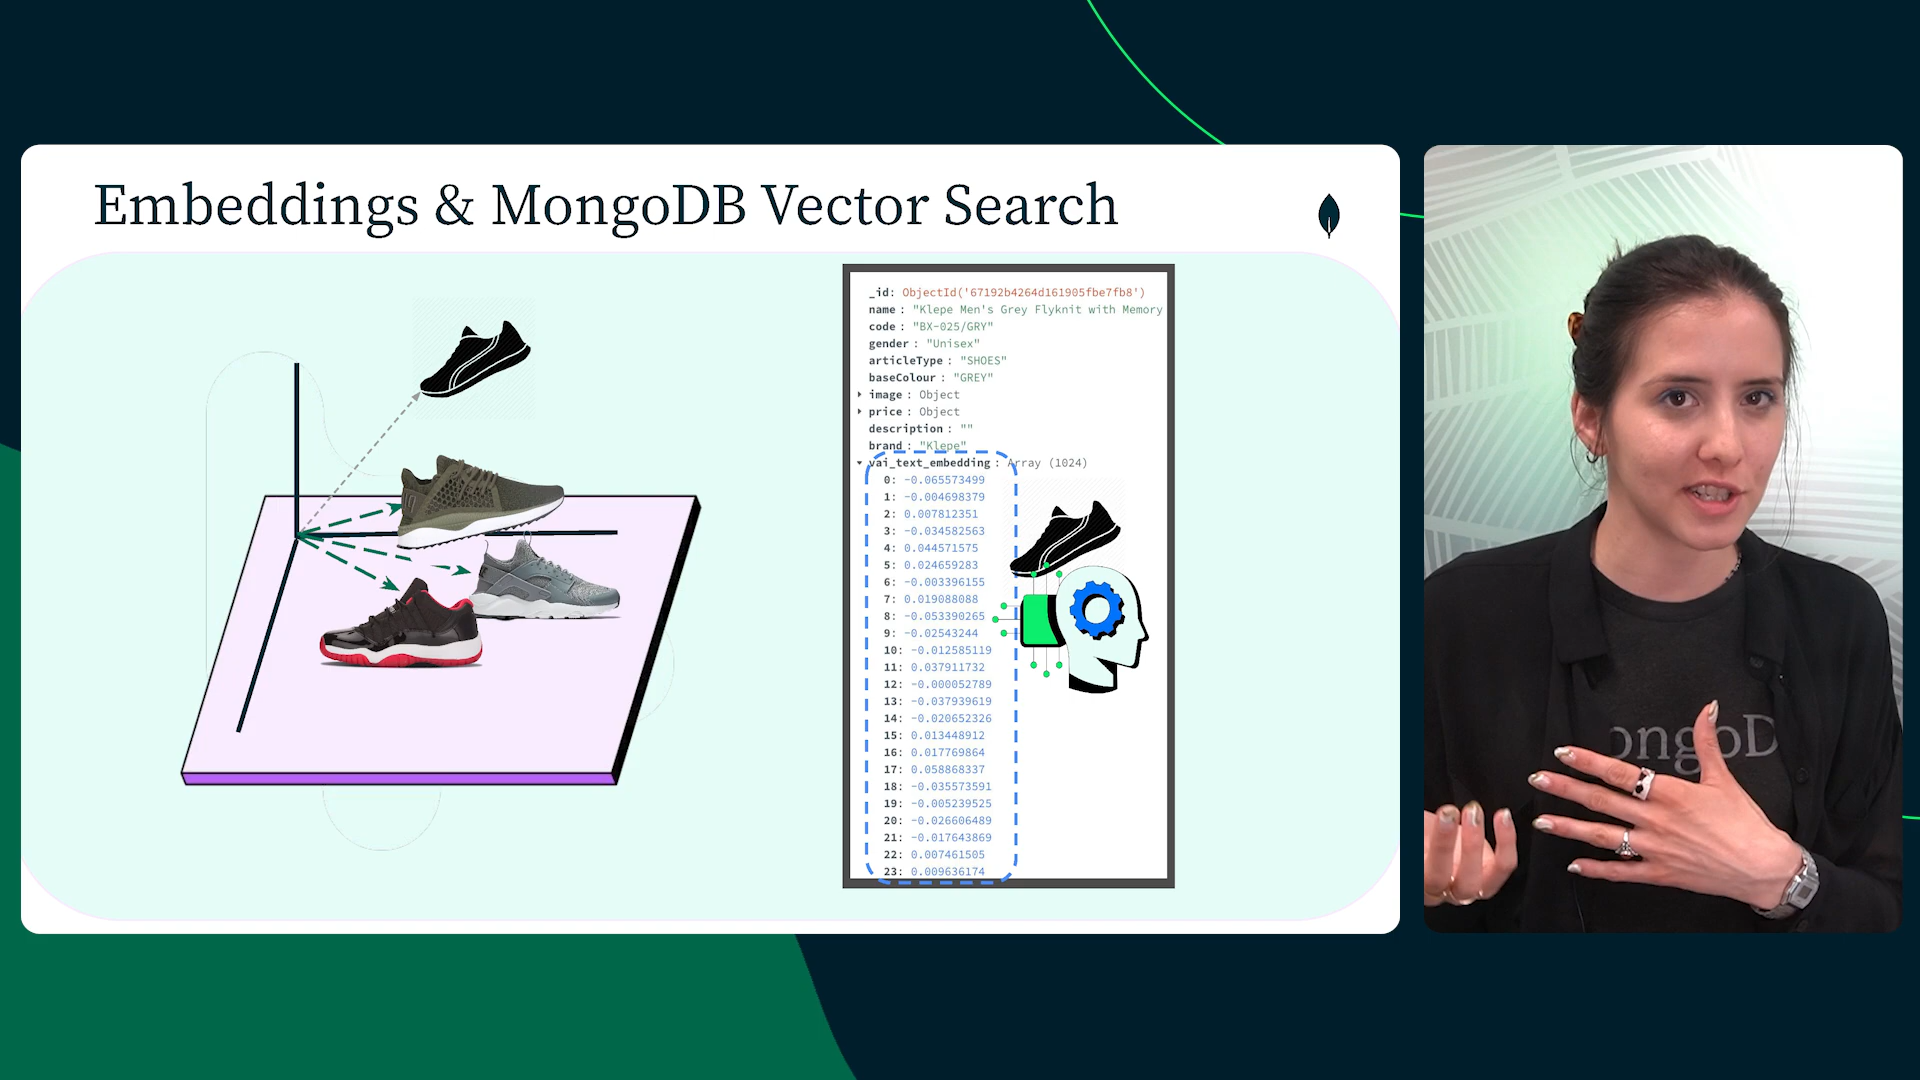 Embeddings & MongoDB Vector Search
_id: ObjectId('67192b4264d161905fbe7fb8')
name : "Klepe Men's Grey Flyknit with Memory
code : "BX-025/GRY"
gender : "Unisex"
articleType : "SHOES"
baseColour : "GREY"
image : Object
price : Object
description : ""
brand : "Klepe"
vai_text_embedding : Array (1024)
0: -0.065573499
1: -0.004698379
2: 0.007812351
3: -0.034582563
4: 0.044571575
5: 0.024659283
6: -0.003396155
7: 0.019088088
8: -0.053390265
9: -0.02543244
10: -0.012585119
11: 0.037911732
12: -0.000052789
13: -0.037939619
14: -0.020652326
15: 0.013448912
16: 0.017769864
17: 0.058868337
18: -0.035573591
19: -0.005239525
20: -0.026606489
21: -0.017643869
22: 0.007461505
23: 0.009636174
ongoD